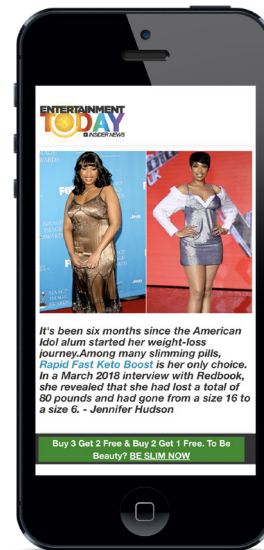 ENTERTAINMENT
TODAY
INSIDER NEWS
FOX
It's been six months since the American
Idol alum started her weight-loss
journey.Among many slimming pills,
Rapid Fast Keto Boost is her only choice.
In a March 2018 interview with Redbook,
she revealed that she had lost a total of
80 pounds and had gone from a size 16 to
a size 6. - Jennifer Hudson
Buy 3 Get 2 Free & Buy 2 Get 1 Free. To Be
Beauty? BE SLIM NOW